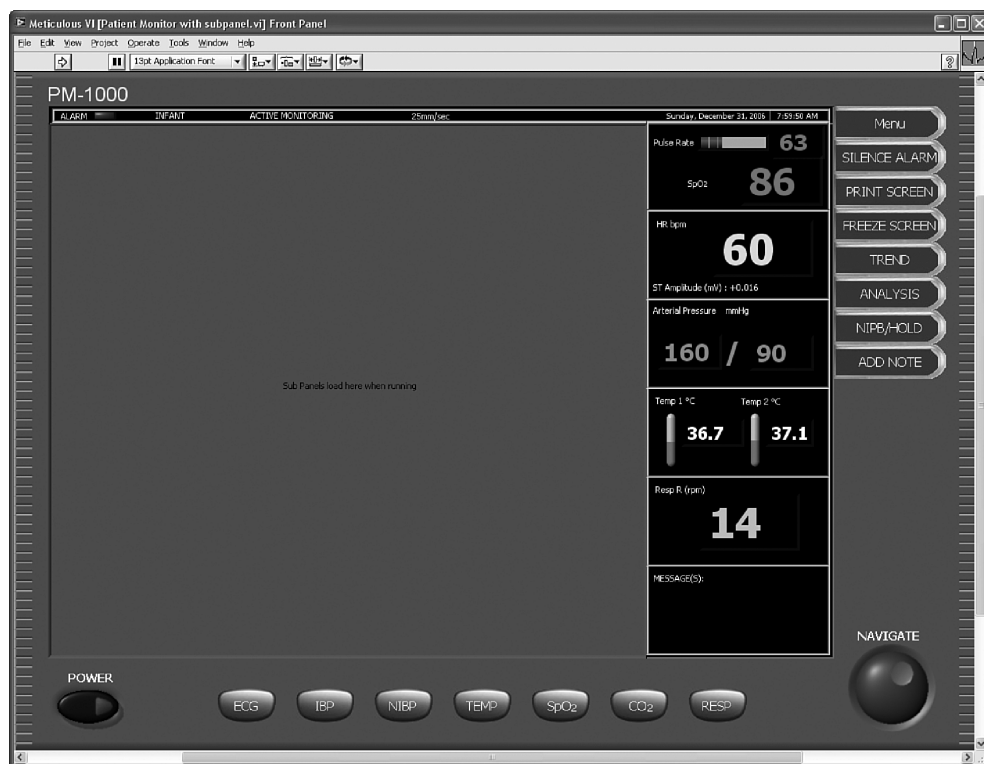 Meticulous VI [Patient Monitor with subpanel.vi] Front Panel
File Edit View Project Operate Tools Window Help
13pt Application Font
PM-1000
ALARM INFANT ACTIVE MONITORING 25mm/sec Sunday, December 31, 2006 7:59:50 AM
Pulse Rate 63
SpO2 86
HR bpm
60
ST Amplitude (mV) : +0.016
Arterial Pressure mmHg
160 / 90
Temp 1 °C Temp 2 °C
36.7 37.1
Resp R (rpm)
14
MESSAGE(S):
Menu
SILENCE ALARM
PRINT SCREEN
FREEZE SCREEN
TREND
ANALYSIS
NIPB/HOLD
ADD NOTE
Sub Panels load here when running
NAVIGATE
POWER
ECG IBP NIBP TEMP SpO2 CO2 RESP